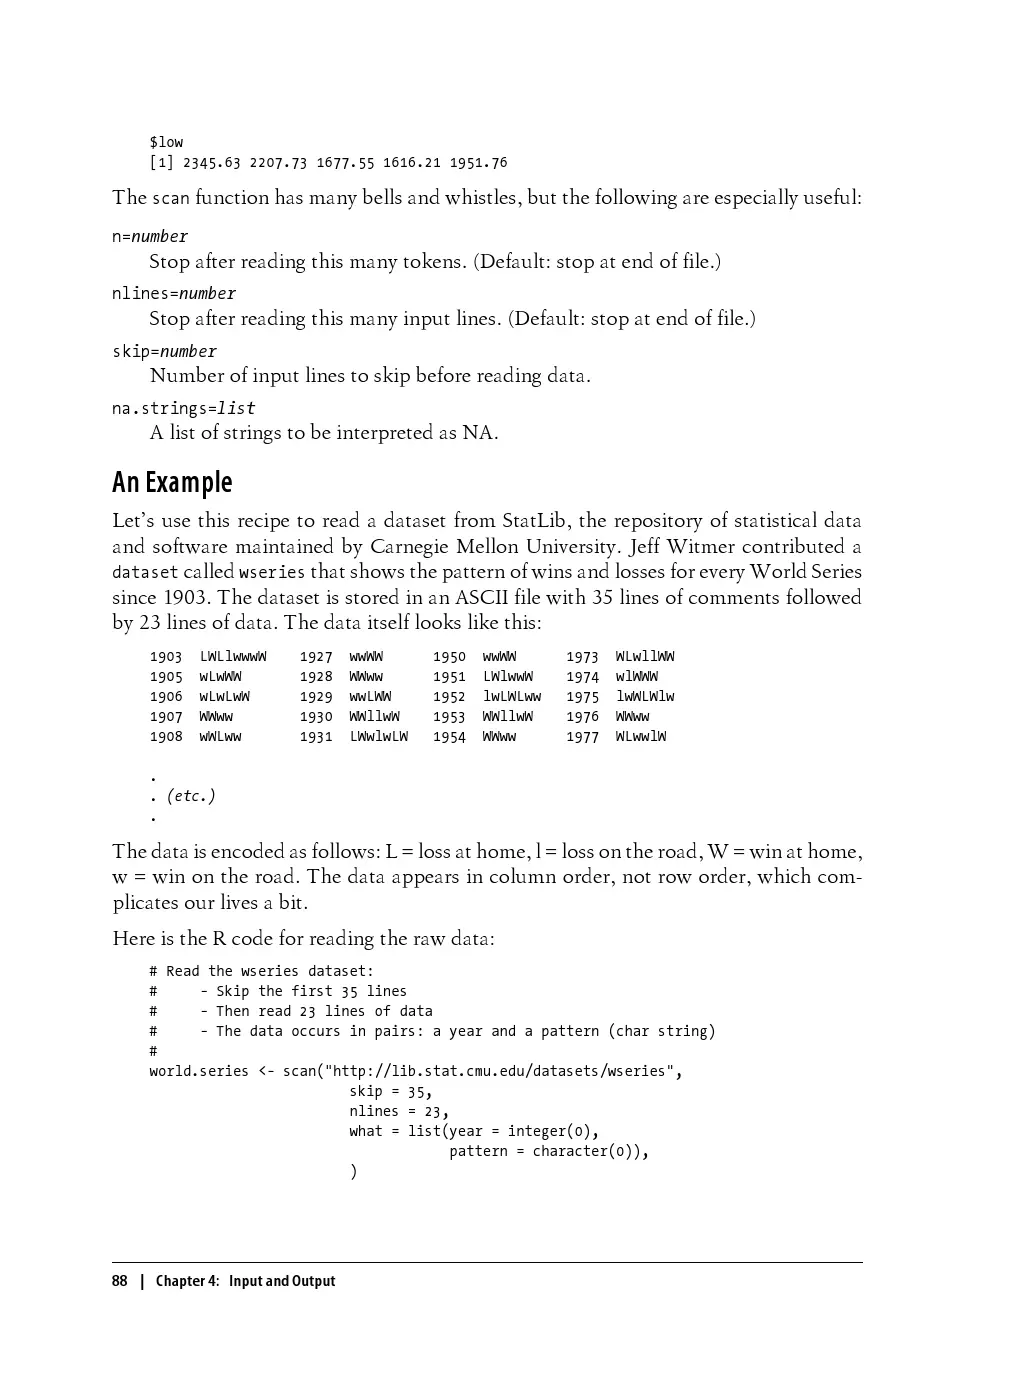 $low
[1] 2345.63 2207.73 1677.55 1616.21 1951.76
The scan function has many bells and whistles, but the following are especially useful:
n=number
Stop after reading this many tokens. (Default: stop at end of file.)
nlines=number
Stop after reading this many input lines. (Default: stop at end of file.)
skip=number
Number of input lines to skip before reading data.
na.strings=list
A list of strings to be interpreted as NA.
An Example
Let's use this recipe to read a dataset from StatLib, the repository of statistical data
and software maintained by Carnegie Mellon University. Jeff Witmer contributed a
dataset called wseries that shows the pattern of wins and losses for every World Series
since 1903. The dataset is stored in an ASCII file with 35 lines of comments followed
by 23 lines of data. The data itself looks like this:
1903  LWLlwwwW    1927  wwWW      1950  wwWW      1973  WLwllWW
1905  wLwWW       1928  WWww      1951  LWlwwW    1974  wlWWW
1906  wLwLwW      1929  wwLWW     1952  lwLWLww   1975  lwWLWlw
1907  WWww        1930  WWllwW    1953  WWllwW    1976  WWww
1908  wWLww       1931  LWwlwLW   1954  WWww      1977  WLwwlW
.
. (etc.)
.
The data is encoded as follows: L = loss at home, l = loss on the road, W = win at home,
w = win on the road. The data appears in column order, not row order, which com-
plicates our lives a bit.
Here is the R code for reading the raw data:
# Read the wseries dataset:
#     - Skip the first 35 lines
#     - Then read 23 lines of data
#     - The data occurs in pairs: a year and a pattern (char string)
#
world.series <- scan("http://lib.stat.cmu.edu/datasets/wseries",
skip = 35,
nlines = 23,
what = list(year = integer(0),
pattern = character(0)),
)
88 | Chapter 4: Input and Output